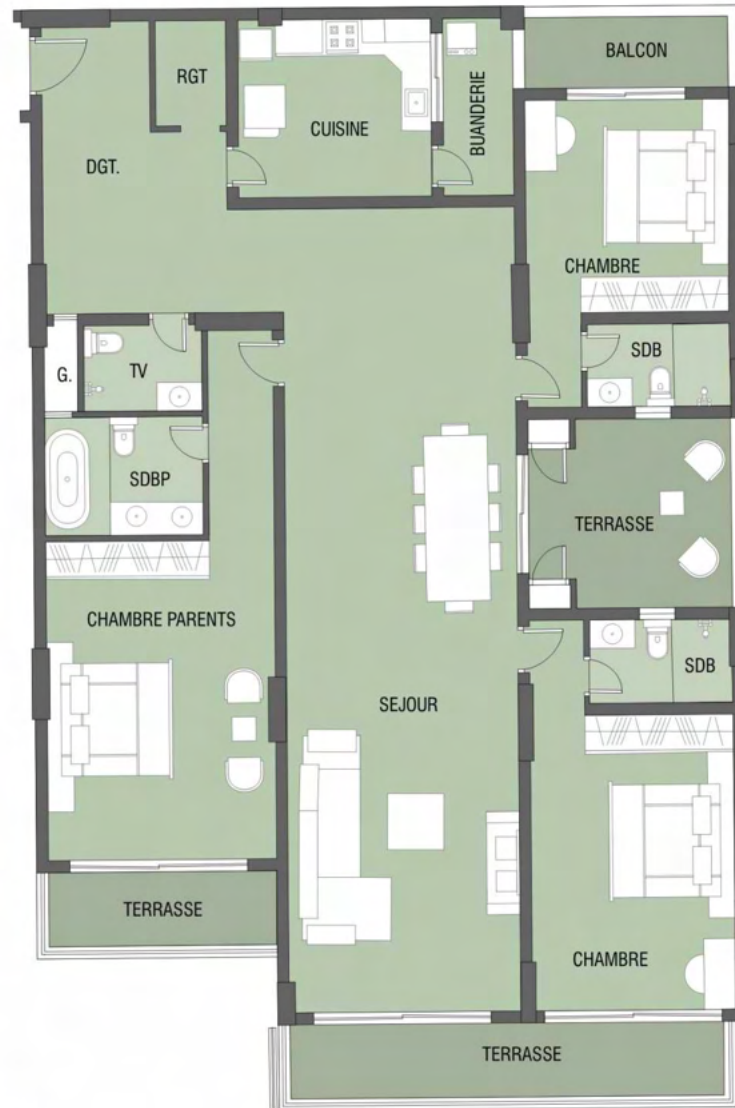 BALCON
RGT
CUISINE
BUANDERIE
DGT.
CHAMBRE
SDB
G.
TV
SDBP
TERRASSE
CHAMBRE PARENTS
SDB
SEJOUR
TERRASSE
CHAMBRE
TERRASSE